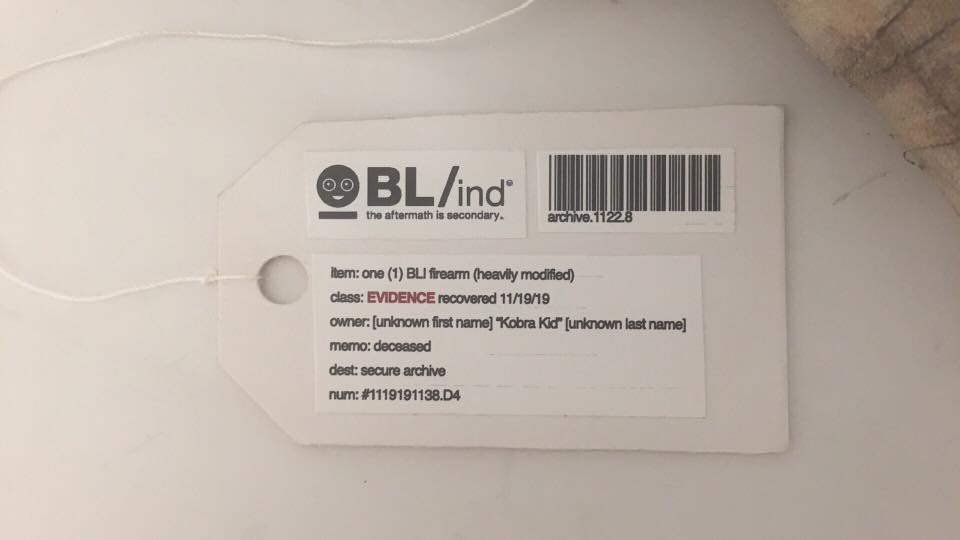 BL/ind
the aftermath is secondary.
archive.1122.8
item: one (1) BLI firearm (heavily modified)
class: EVIDENCE recovered 11/19/19
owner: [unknown first name] “Kobra Kid” [unknown last name]
memo: deceased
dest: secure archive
num: #1119191138.D4